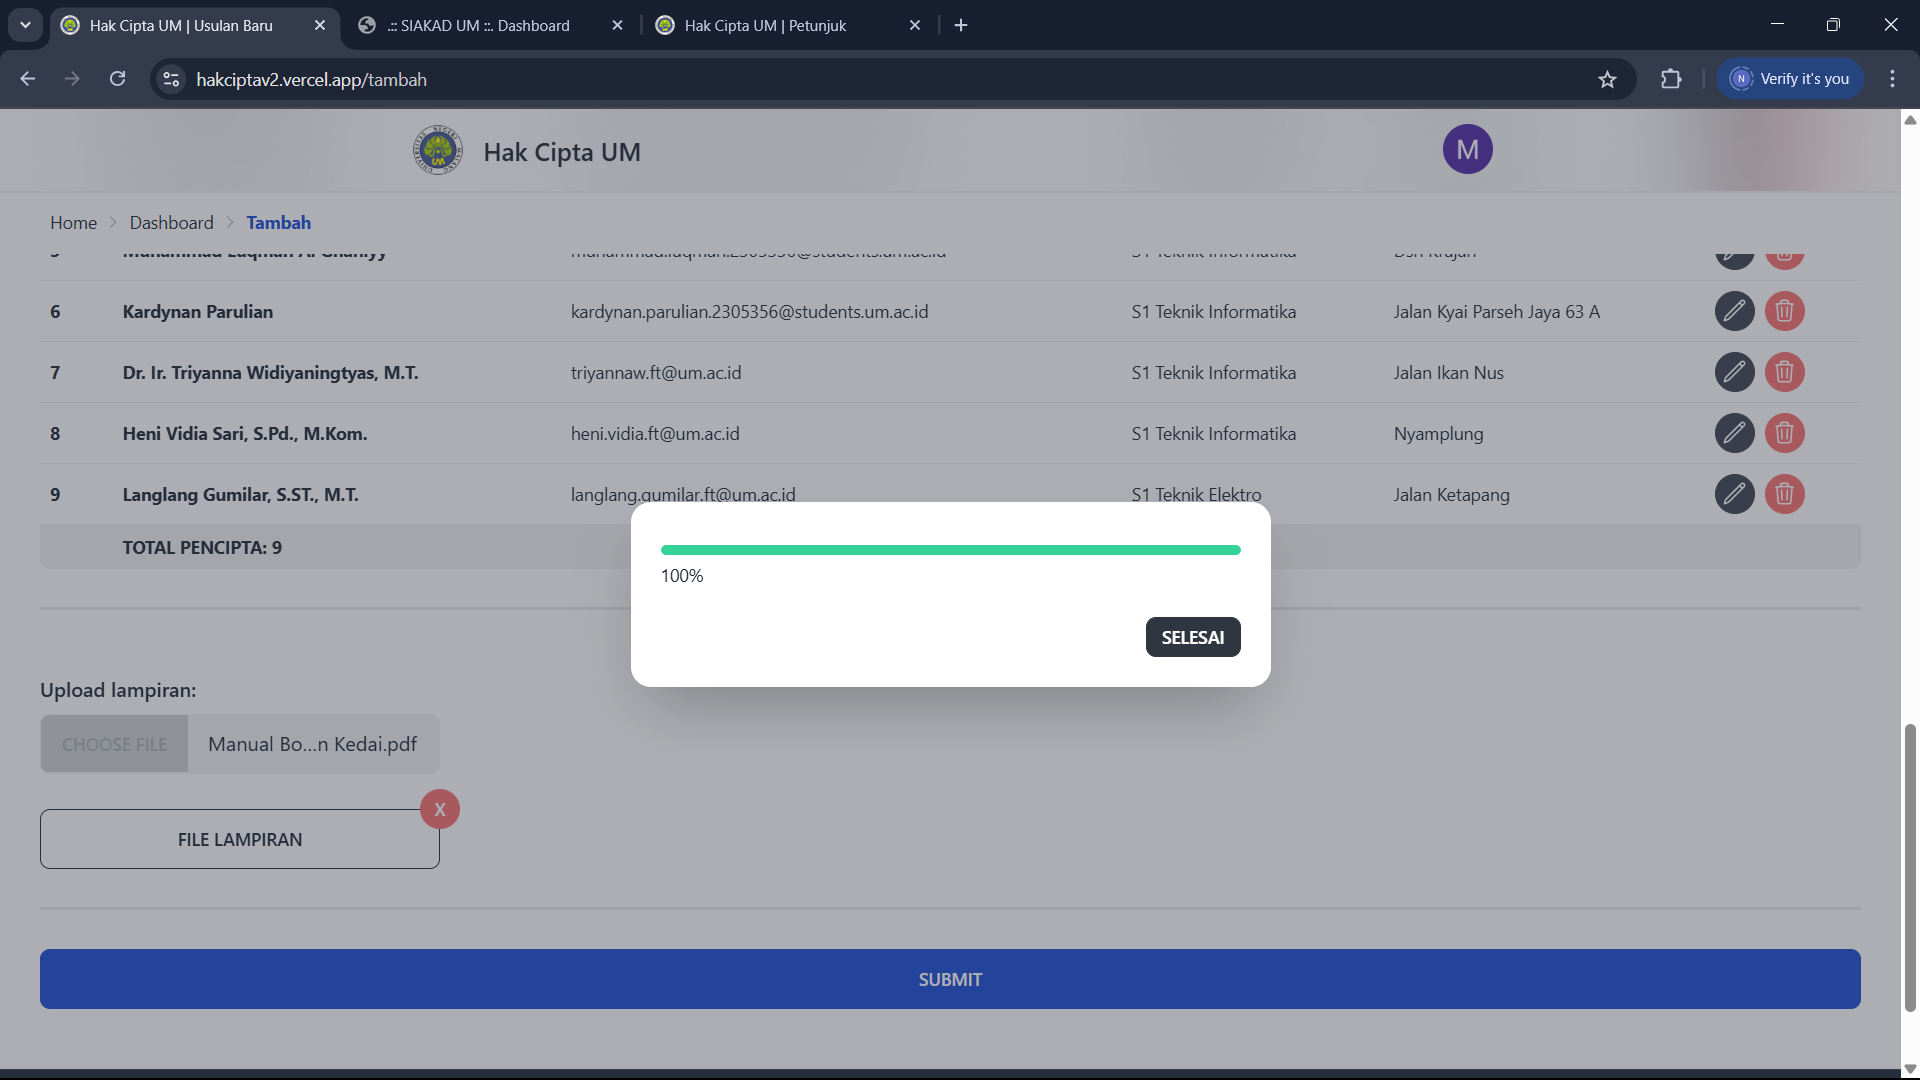 Hak Cipta UM | Usulan Baru
.:: SIAKAD UM ::. Dashboard
Hak Cipta UM | Petunjuk
hakciptav2.vercel.app/tambah
N
Verify it's you
Hak Cipta UM
M
Home
Dashboard
Tambah
6 Kardynan Parulian kardynan.parulian.2305356@students.um.ac.id S1 Teknik Informatika Jalan Kyai Parseh Jaya 63 A
7 Dr. Ir. Triyanna Widiyaningtyas, M.T. triyannaw.ft@um.ac.id S1 Teknik Informatika Jalan Ikan Nus
8 Heni Vidia Sari, S.Pd., M.Kom. heni.vidia.ft@um.ac.id S1 Teknik Informatika Nyamplung
9 Langlang Gumilar, S.ST., M.T. langlang.gumilar.ft@um.ac.id S1 Teknik Elektro Jalan Ketapang
TOTAL PENCIPTA: 9
100%
SELESAI
Upload lampiran:
CHOOSE FILE Manual Bo...n Kedai.pdf
X
FILE LAMPIRAN
SUBMIT